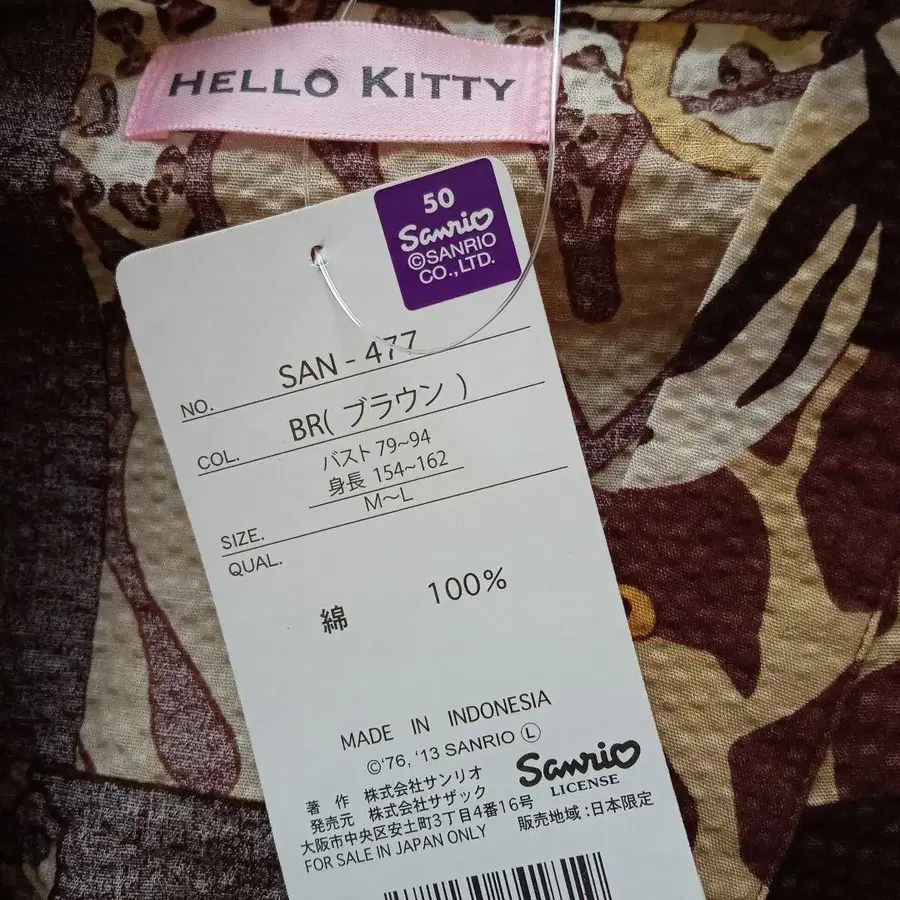 HELLO KITTY
50
Sanrio
©SANRIO
CO.,LTD.
NO. SAN - 477
COL. BR( ブラウン )
バスト 79~94
身長 154~162
SIZE. M~L
QUAL.
綿 100%
MADE IN INDONESIA
©'76, '13 SANRIO Ⓛ
Sanrio
LICENSE
著 作 株式会社サンリオ
発売元 株式会社サザック
大阪市中央区安土町3丁目4番16号
販売地域:日本限定
FOR SALE IN JAPAN ONLY